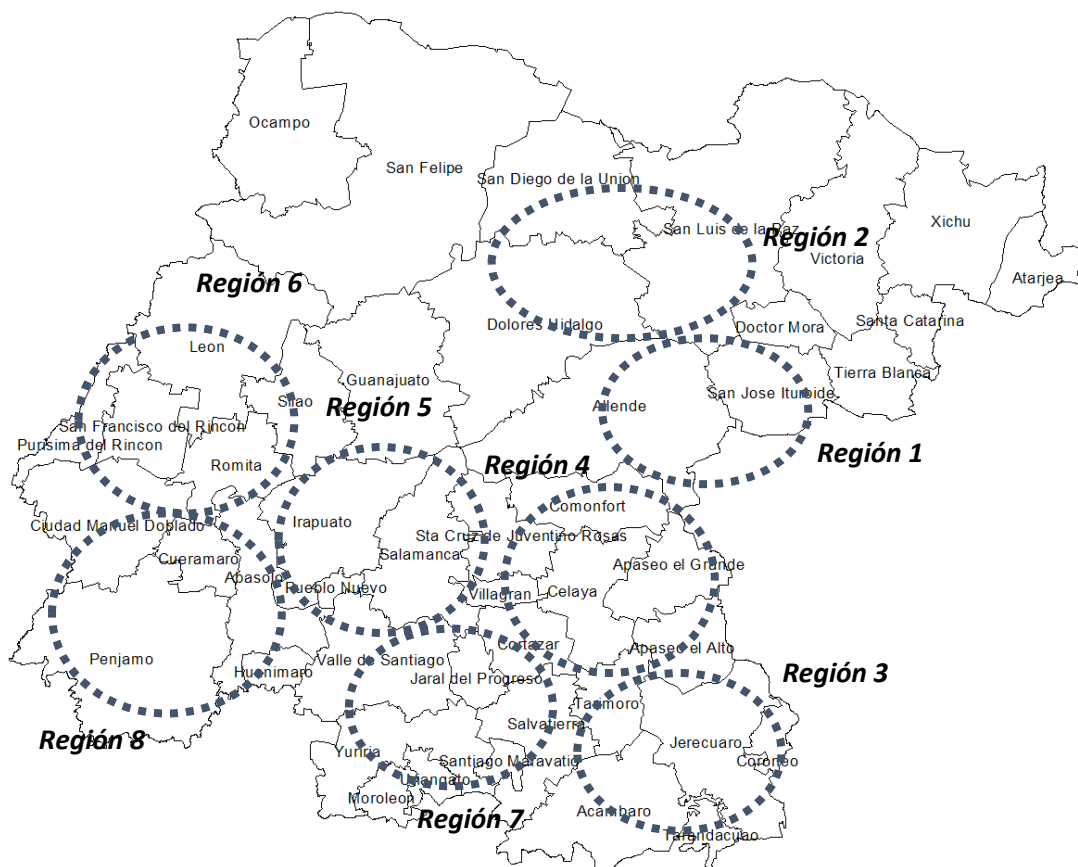 Ocampo
San Felipe
San Diego de la Union
San Luis de la Paz
Región 2
Victoria
Xichu
Atarjea
Región 6
Dolores Hidalgo
Doctor Mora
Santa Catarina
Leon
Guanajuato
Tierra Blanca
Silao
Región 5
Allende
San Jose Iturbide
San Francisco del Rincon
Purisima del Rincon
Romita
Región 4
Región 1
Comonfort
Ciudad Manuel Doblado
Irapuato
Sta Cruz de Juventino Rosas
Salamanca
Cueramaro
Abasolo
Pueblo Nuevo
Villagran
Celaya
Apaseo el Grande
Cortazar
Apaseo el Alto
Penjamo
Huanimaro
Valle de Santiago
Jaral del Progreso
Región 3
Tarimoro
Salvatierra
Región 8
Yuriria
Jerecuaro
Santiago Maravatio
Coroneo
Uriangato
Moroleon
Región 7
Acambaro
Tarandacuao